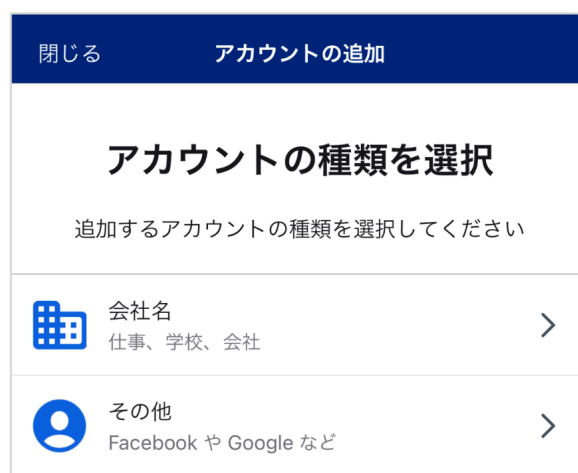 閉じる アカウントの追加
アカウントの種類を選択
追加するアカウントの種類を選択してください
会社名
仕事、学校、会社
その他
Facebook や Google など